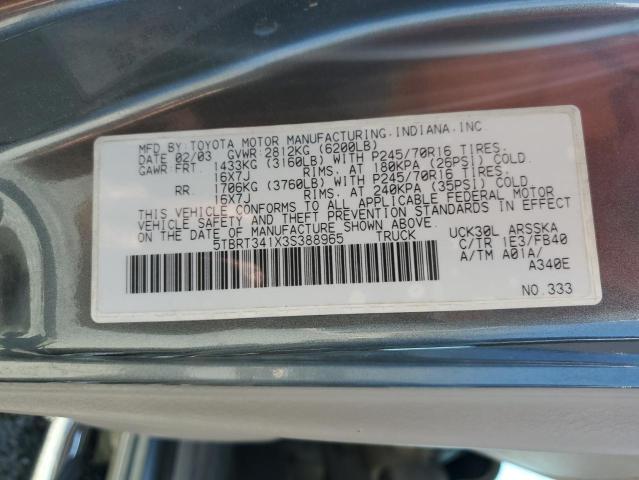 MFD. BY: TOYOTA MOTOR MANUFACTURING, INDIANA, INC
DATE 02/03 GVWR: 2812KG (6200LB)
GAWR: FRT 1433KG (3160LB) WITH P245/70R16 TIRES,
16X7J RIMS, AT 180KPA (26PSI) COLD
RR 1706KG (3760LB) WITH P245/70R16 TIRES,
16X7J RIMS, AT 240KPA (35PSI) COLD.
THIS VEHICLE CONFORMS TO ALL APPLICABLE FEDERAL MOTOR
VEHICLE SAFETY AND THEFT STANDARDS IN EFFECT
ON THE DATE OF MANUFACTURE SHOWN ABOVE.
5TBRT341X3S388965 TRUCK
UCK30L ARSSKA
C/TR 1E3/FB40
A/TM A01A/
A340E
NO. 333